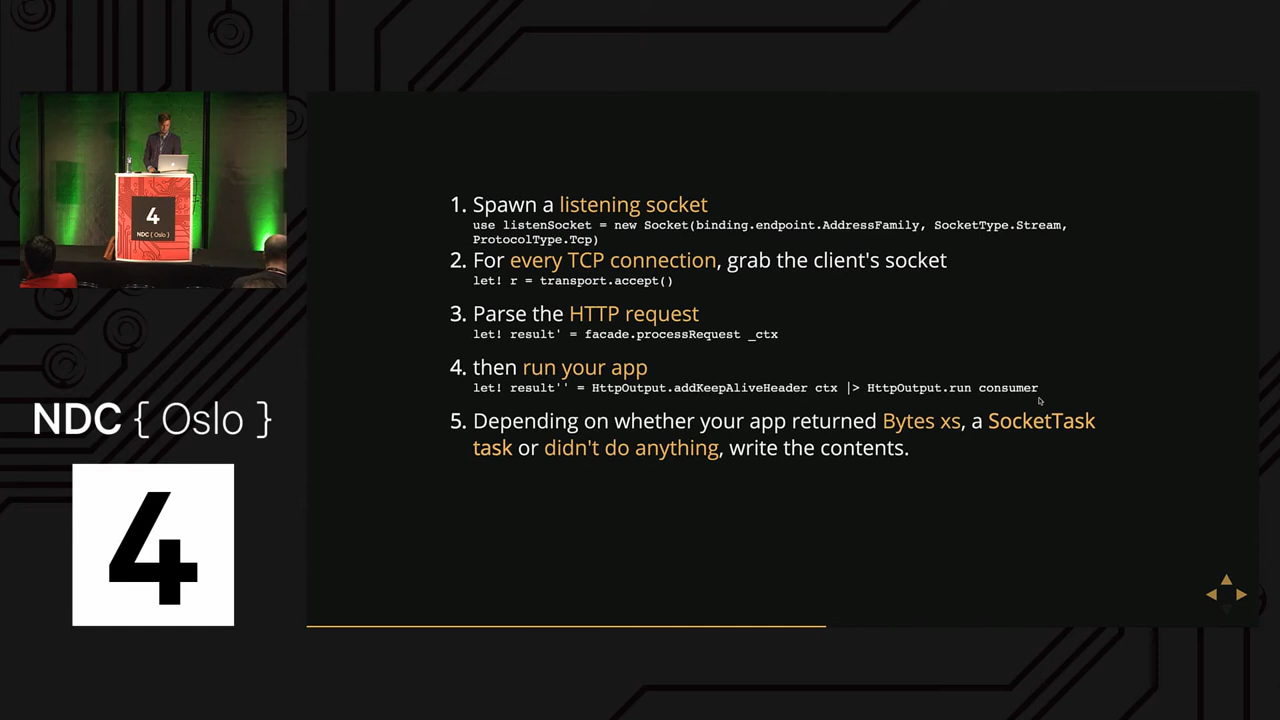 4
NDC { Oslo }
NDC { Oslo }
4
1. Spawn a listening socket
use listenSocket = new Socket(binding.endpoint.AddressFamily, SocketType.Stream,
ProtocolType.Tcp)
2. For every TCP connection, grab the client's socket
let! r = transport.accept()
3. Parse the HTTP request
let! result' = facade.processRequest _ctx
4. then run your app
let! result'' = HttpOutput.addKeepAliveHeader ctx |> HttpOutput.run consumer
5. Depending on whether your app returned Bytes xs, a SocketTask
task or didn't do anything, write the contents.